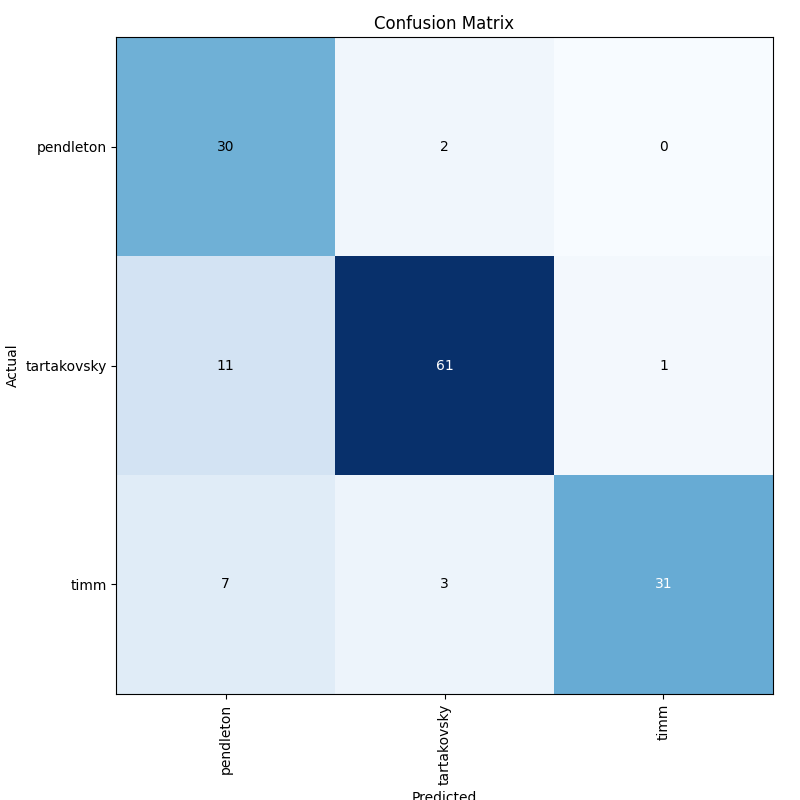 Confusion Matrix
pendleton 30 2 0
tartakovsky 11 61 1
timm 7 3 31
Actual
pendleton tartakovsky timm
Predicted